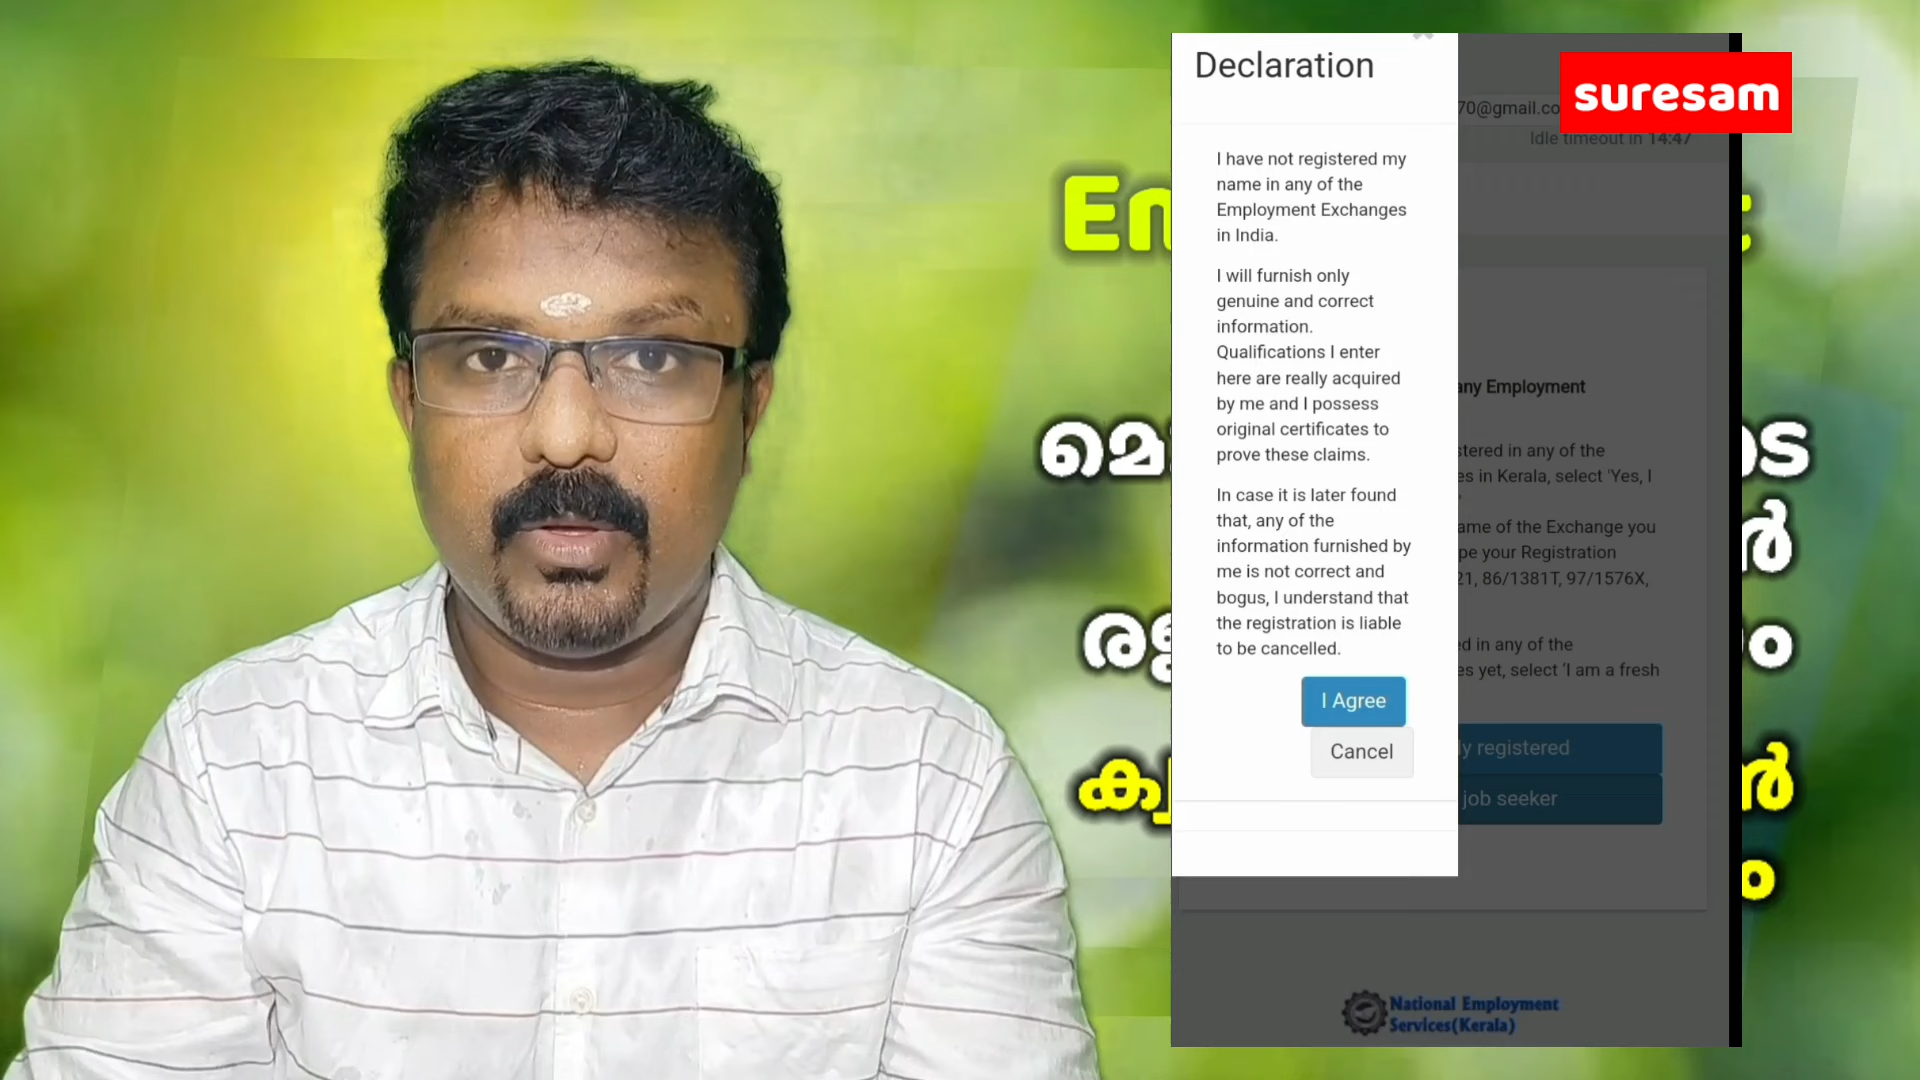 Declaration
suresam
70@gmail.co
Idle timeout in 14:47
I have not registered my
name in any of the
Employment Exchanges
in India.
I will furnish only
genuine and correct
information.
Qualifications I enter
here are really acquired
by me and I possess
original certificates to
prove these claims.
In case it is later found
that, any of the
information furnished by
me is not correct and
bogus, I understand that
the registration is liable
to be cancelled.
I Agree
Cancel
any Employment
stered in any of the
es in Kerala, select 'Yes, I
ame of the Exchange you
pe your Registration
21, 86/1381T, 97/1576X,
ed in any of the
es yet, select 'I am a fresh
ly registered
job seeker
National Employment
Services(Kerala)